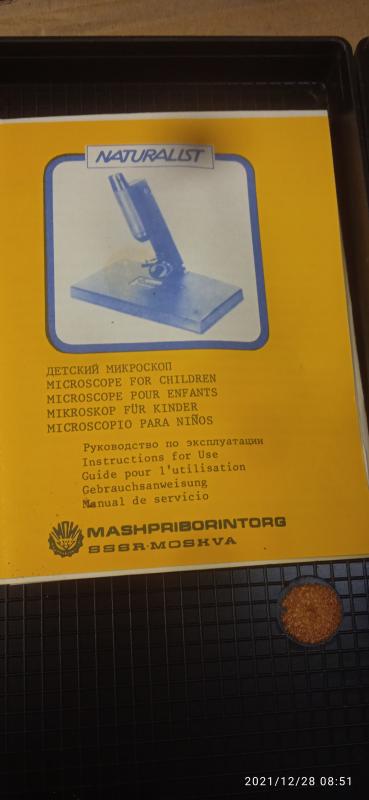 NATURALIST
ДЕТСКИЙ МИКРОСКОП
MICROSCOPE FOR CHILDREN
MICROSCOPE POUR ENFANTS
MIKROSKOP FÜR KINDER
MICROSCOPIO PARA NIÑOS
Руководство по эксплуатации
Instructions for Use
Guide pour l'utilisation
Gebrauchsanweisung
Manual de servicio
MASHPRIBORINTORG
SSSR·MOSKVA
2021/12/28 08:51